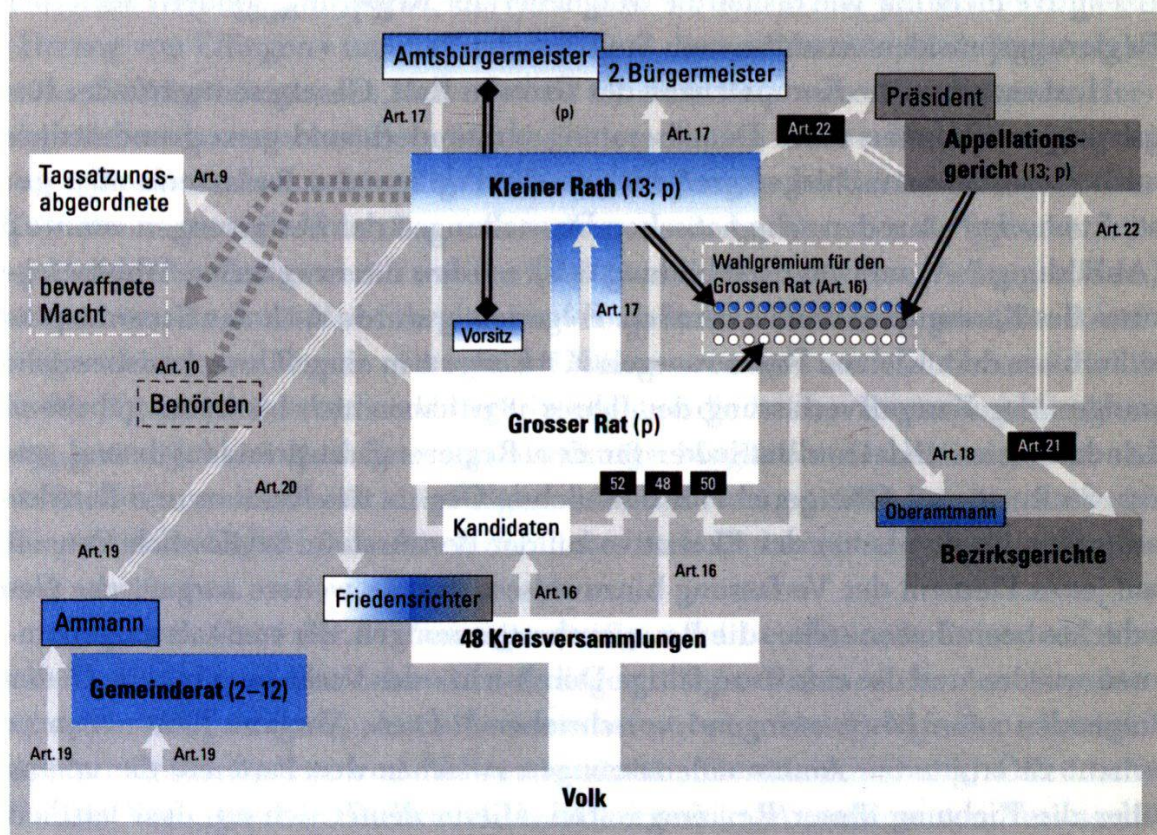 Amtsbürgermeister
2. Bürgermeister
Präsident
Art. 17
(p)
Art. 17
Art. 22
Appellations-
gericht (13; p)
Tagsatzungs-
abgeordnete
Art. 9
Kleiner Rath (13; p)
Art. 22
bewaffnete
Macht
Wahlgremium für den
Grossen Rat (Art. 16)
Art. 17
Vorsitz
Art. 10
Behörden
Grosser Rat (p)
Art. 21
Art. 18
Art. 20
52
48
50
Kandidaten
Oberamtmann
Art. 19
Bezirksgerichte
Art. 16
Friedensrichter
Art. 16
Ammann
48 Kreisversammlungen
Gemeinderat (2–12)
Art. 19
Art. 19
Volk